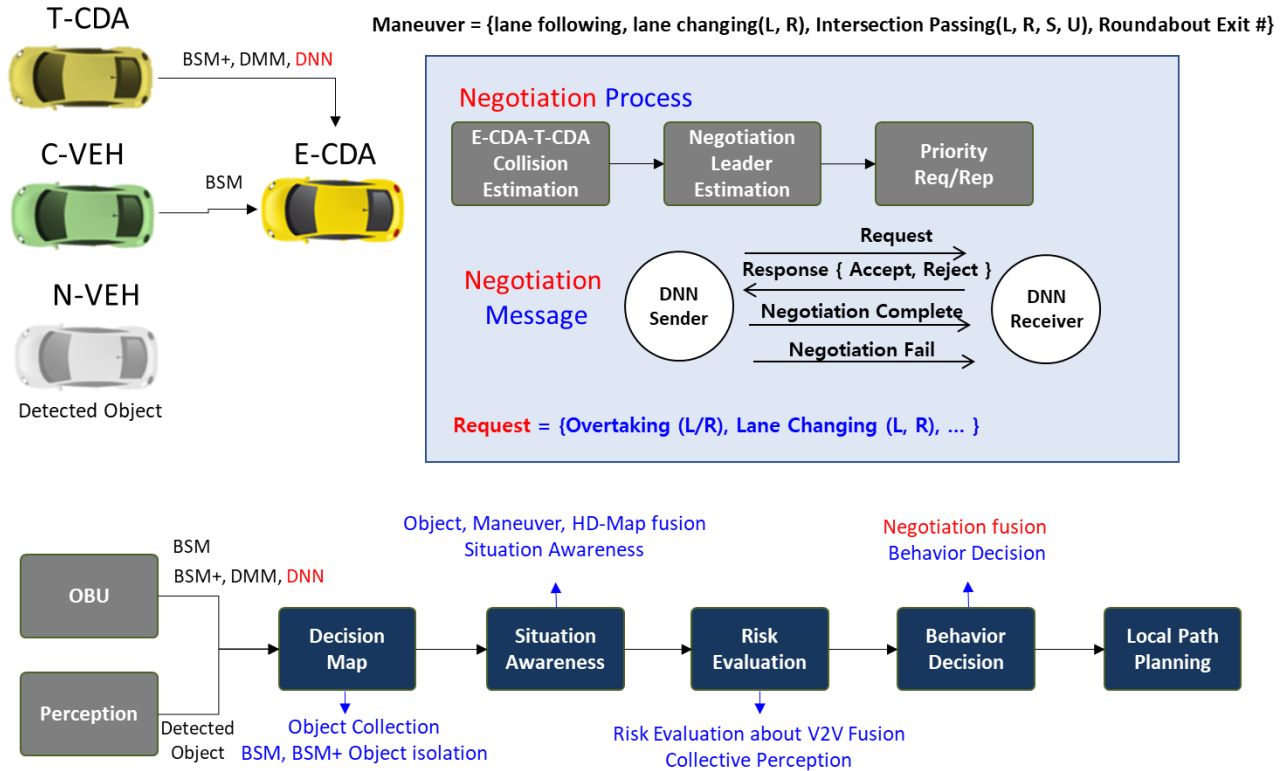 T-CDA
Maneuver = {lane following, lane changing(L, R), Intersection Passing(L, R, S, U), Roundabout Exit #}
BSM+, DMM, DNN
C-VEH
E-CDA
BSM
N-VEH
Detected Object
Negotiation Process
E-CDA-T-CDA
Collision
Estimation
Negotiation
Leader
Estimation
Priority
Req/Rep
Negotiation
Message
DNN
Sender
Request
Response { Accept, Reject }
Negotiation Complete
Negotiation Fail
DNN
Receiver
Request = {Overtaking (L/R), Lane Changing (L, R), ... }
Object, Maneuver, HD-Map fusion
Situation Awareness
Negotiation fusion
Behavior Decision
OBU
BSM
BSM+, DMM, DNN
Perception
Detected
Object
Decision
Map
Situation
Awareness
Risk
Evaluation
Behavior
Decision
Local Path
Planning
Object Collection
BSM, BSM+ Object isolation
Risk Evaluation about V2V Fusion
Collective Perception